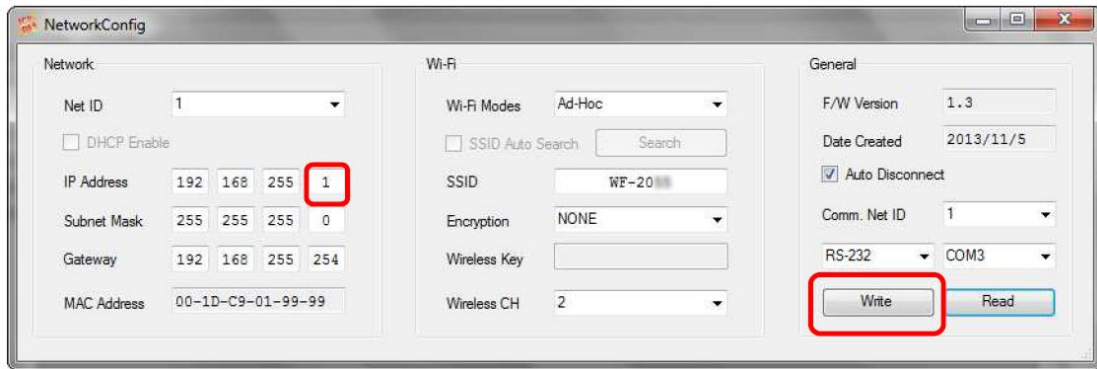 NetworkConfig
Network
Net ID 1
DHCP Enable
IP Address 192 168 255 1
Subnet Mask 255 255 255 0
Gateway 192 168 255 254
MAC Address 00-1D-C9-01-99-99
Wi-Fi
Wi-Fi Modes Ad-Hoc
SSID Auto Search Search
SSID
Encryption NONE
Wireless Key
Wireless CH 2
General
F/W Version 1.3
Date Created 2013/11/5
Auto Disconnect
Comm. Net ID 1
RS-232 COM3
Write Read